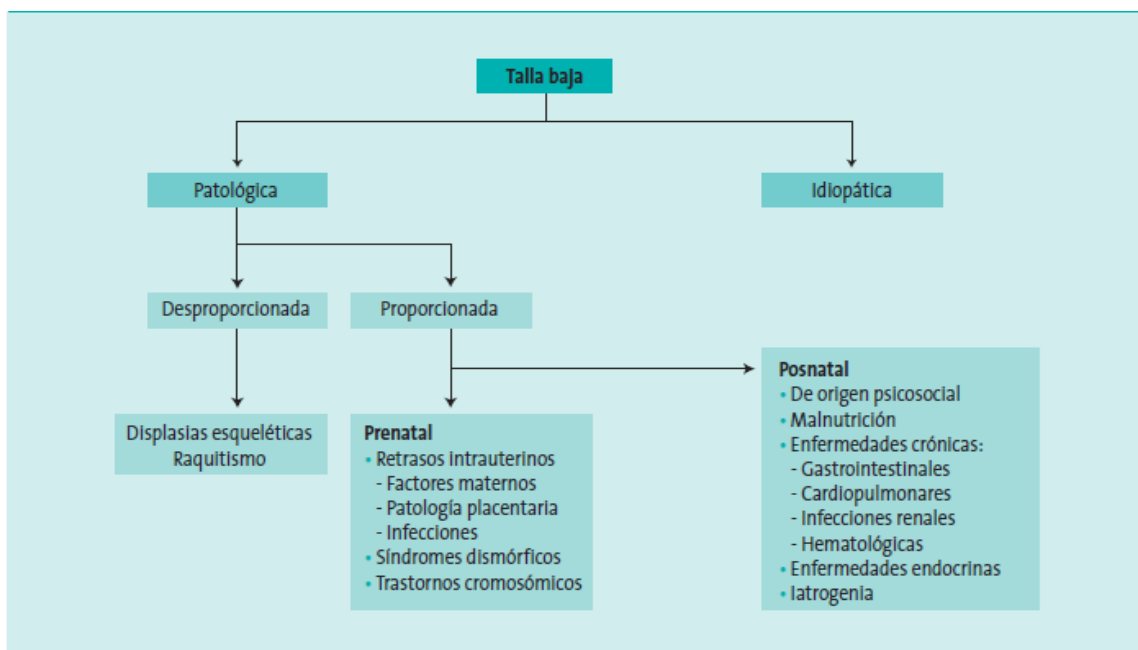 Talla baja
Patológica
Idiopática
Desproporcionada
Proporcionada
Displasias esqueléticas
Raquitismo
Prenatal
• Retrasos intrauterinos
- Factores maternos
- Patología placentaria
- Infecciones
• Síndromes dismórficos
• Trastornos cromosómicos
Posnatal
• De origen psicosocial
• Malnutrición
• Enfermedades crónicas:
- Gastrointestinales
- Cardiopulmonares
- Infecciones renales
- Hematológicas
• Enfermedades endocrinas
• Iatrogenia